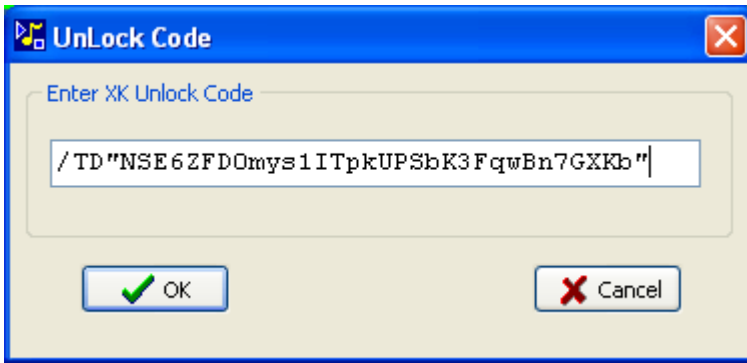 UnLock Code
Enter XK Unlock Code
/TD"NSE6ZFDOmys1ITpkUPSbK3FqwBn7GXKb"
OK
Cancel